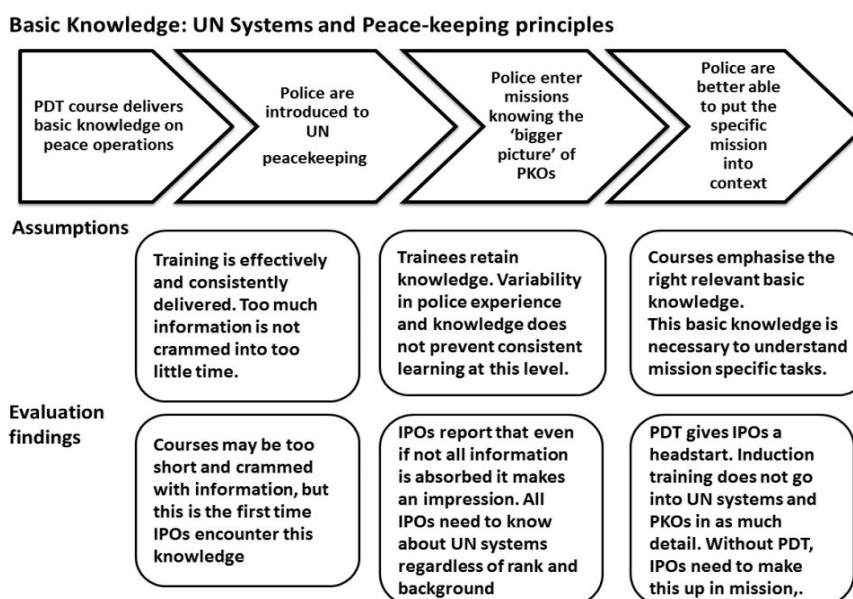 Basic Knowledge: UN Systems and Peace-keeping principles
PDT course delivers
basic knowledge on
peace operations
Police are
introduced to
UN
peacekeeping
Police enter
missions
knowing the
‘bigger
picture’ of
PKOs
Police are
better able
to put the
specific
mission
into
context
Assumptions
Training is effectively
and consistently
delivered. Too much
information is not
crammed into too
little time.
Trainees retain
knowledge. Variability
in police experience
and knowledge does
not prevent consistent
learning at this level.
Courses emphasise the
right relevant basic
knowledge.
This basic knowledge is
necessary to understand
mission specific tasks.
Evaluation
findings
Courses may be too
short and crammed
with information, but
this is the first time
IPOs encounter this
knowledge
IPOs report that even if
not all information
is absorbed it makes
an impression. All
IPOs need to know
about UN systems
regardless of rank and
background
PDT gives IPOs a
headstart. Induction
training does not go
into UN systems and
PKOs in as much
detail. Without PDT,
IPOs need to make
this up in mission,.